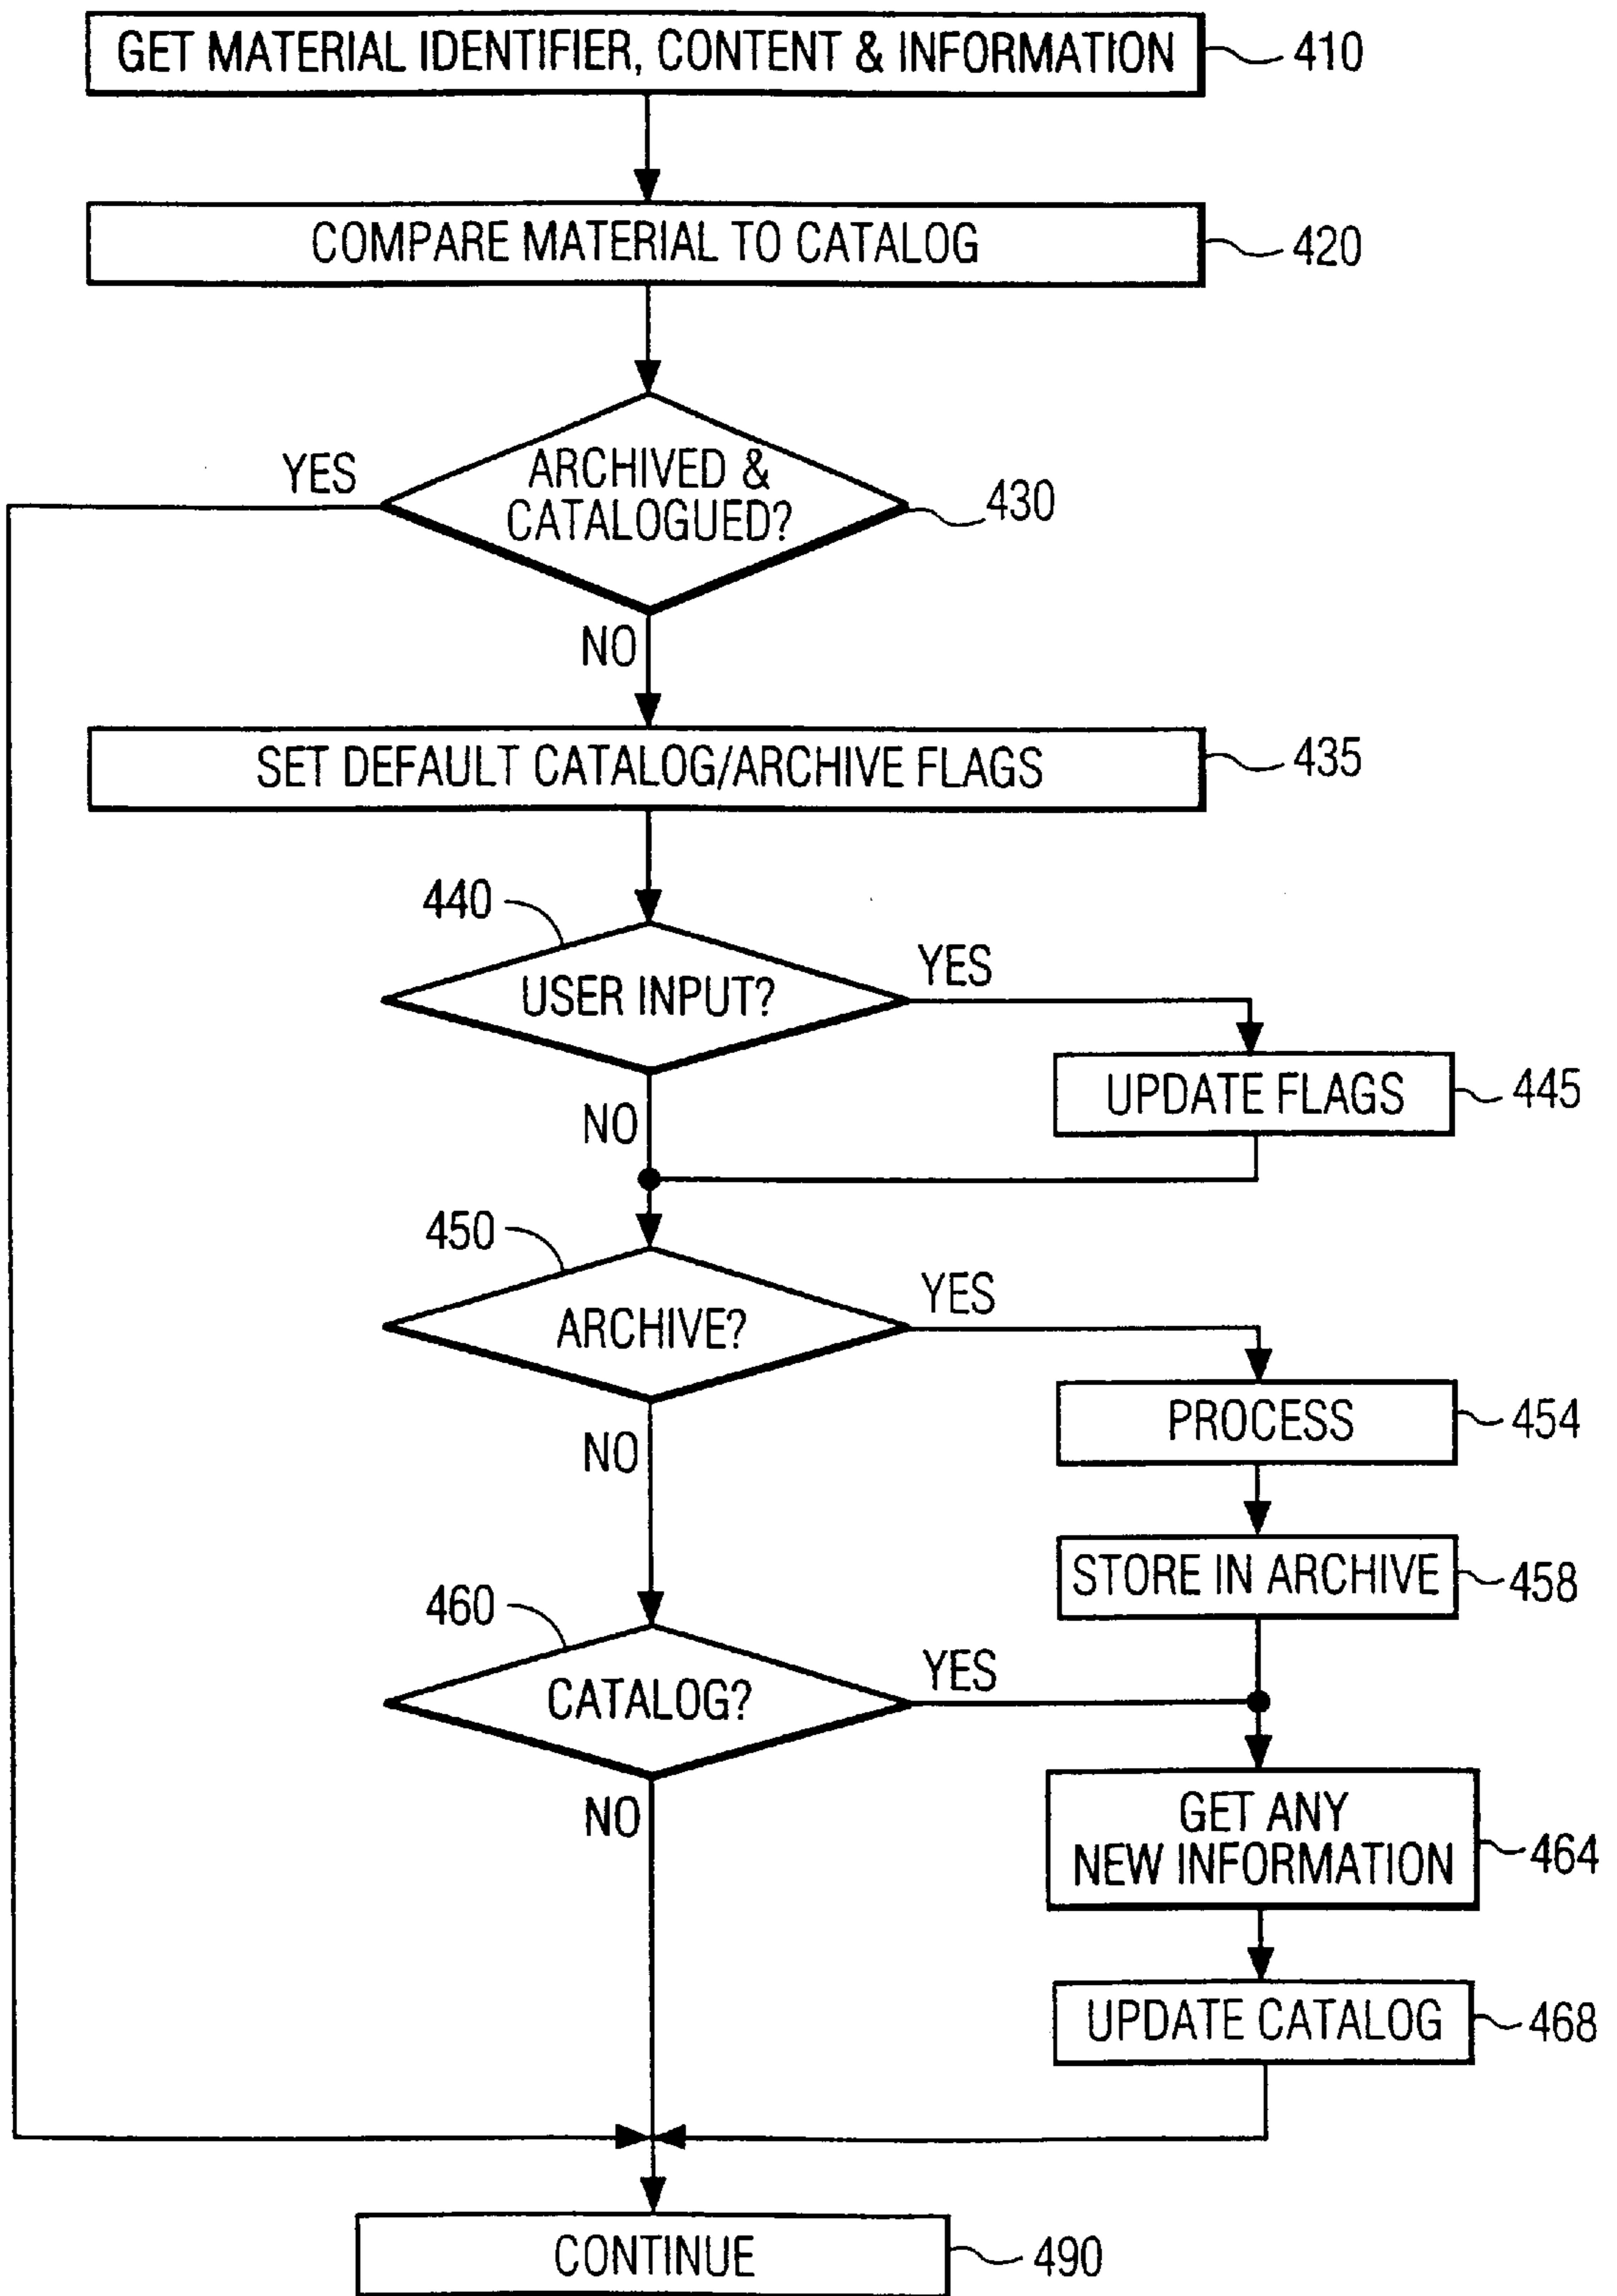 GET MATERIAL IDENTIFIER, CONTENT & INFORMATION
410
COMPARE MATERIAL TO CATALOG
420
YES
ARCHIVED &
CATALOGUED?
430
NO
SET DEFAULT CATALOG/ARCHIVE FLAGS
435
440
USER INPUT?
YES
UPDATE FLAGS
445
NO
450
ARCHIVE?
YES
PROCESS
454
NO
STORE IN ARCHIVE
458
460
CATALOG?
YES
GET ANY
NEW INFORMATION
464
NO
UPDATE CATALOG
468
CONTINUE
490